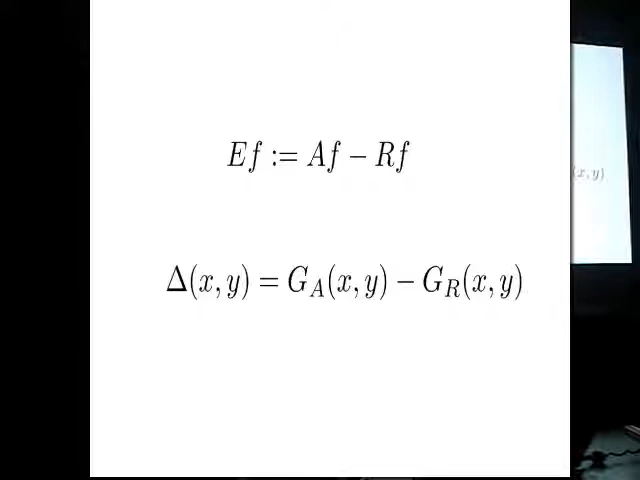 Ef := Af − Rf
Δ(x, y) = G_A(x, y) − G_R(x, y)
(x, y)